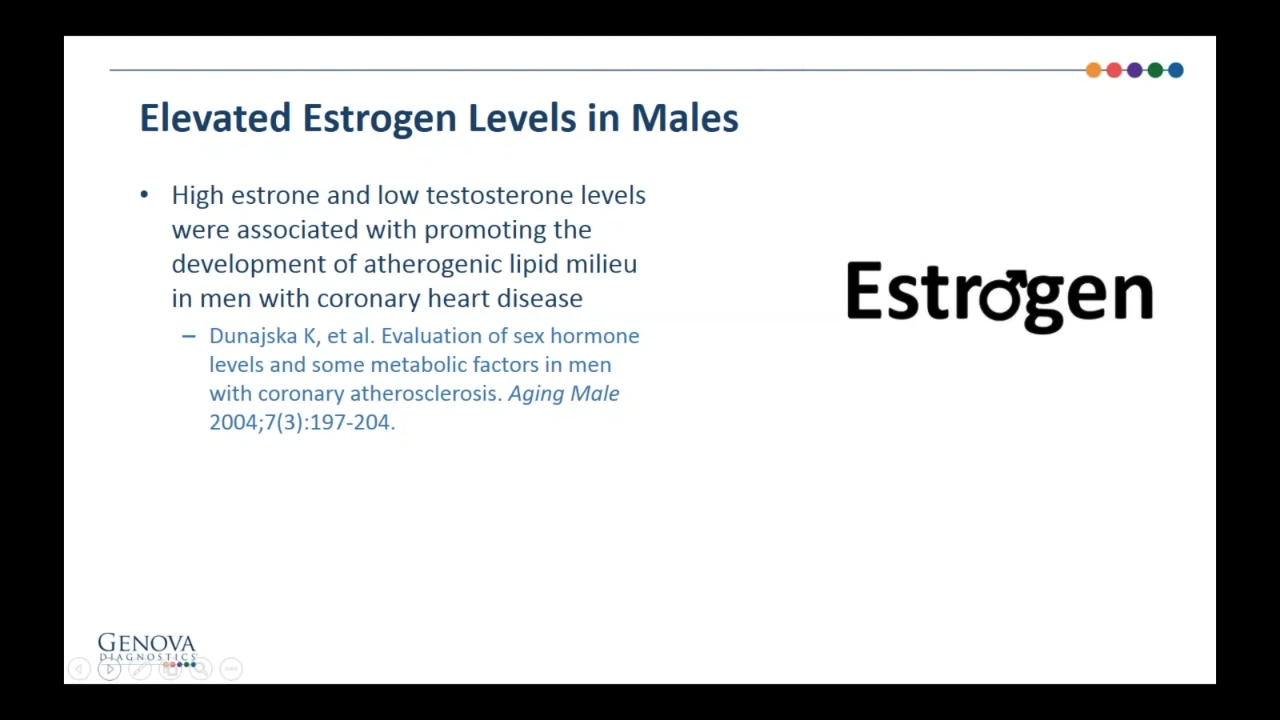 Elevated Estrogen Levels in Males
• High estrone and low testosterone levels
were associated with promoting the
development of atherogenic lipid milieu
in men with coronary heart disease
– Dunajska K, et al. Evaluation of sex hormone
levels and some metabolic factors in men
with coronary atherosclerosis. Aging Male
2004;7(3):197-204.
Estr♂gen
GENOVA
DIAGNOSTICS